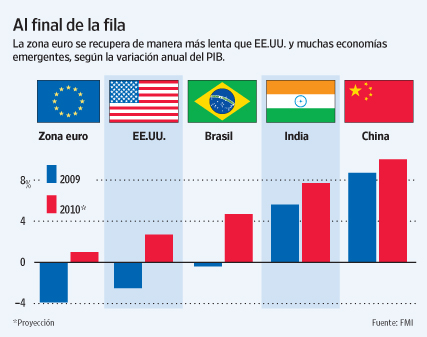 Al final de la fila
La zona euro se recupera de manera más lenta que EE.UU. y muchas economías
emergentes, según la variación anual del PIB.
Zona euro EE.UU. Brasil India China
8%
2009
2010*
4
0
−4
*Proyección Fuente: FMI